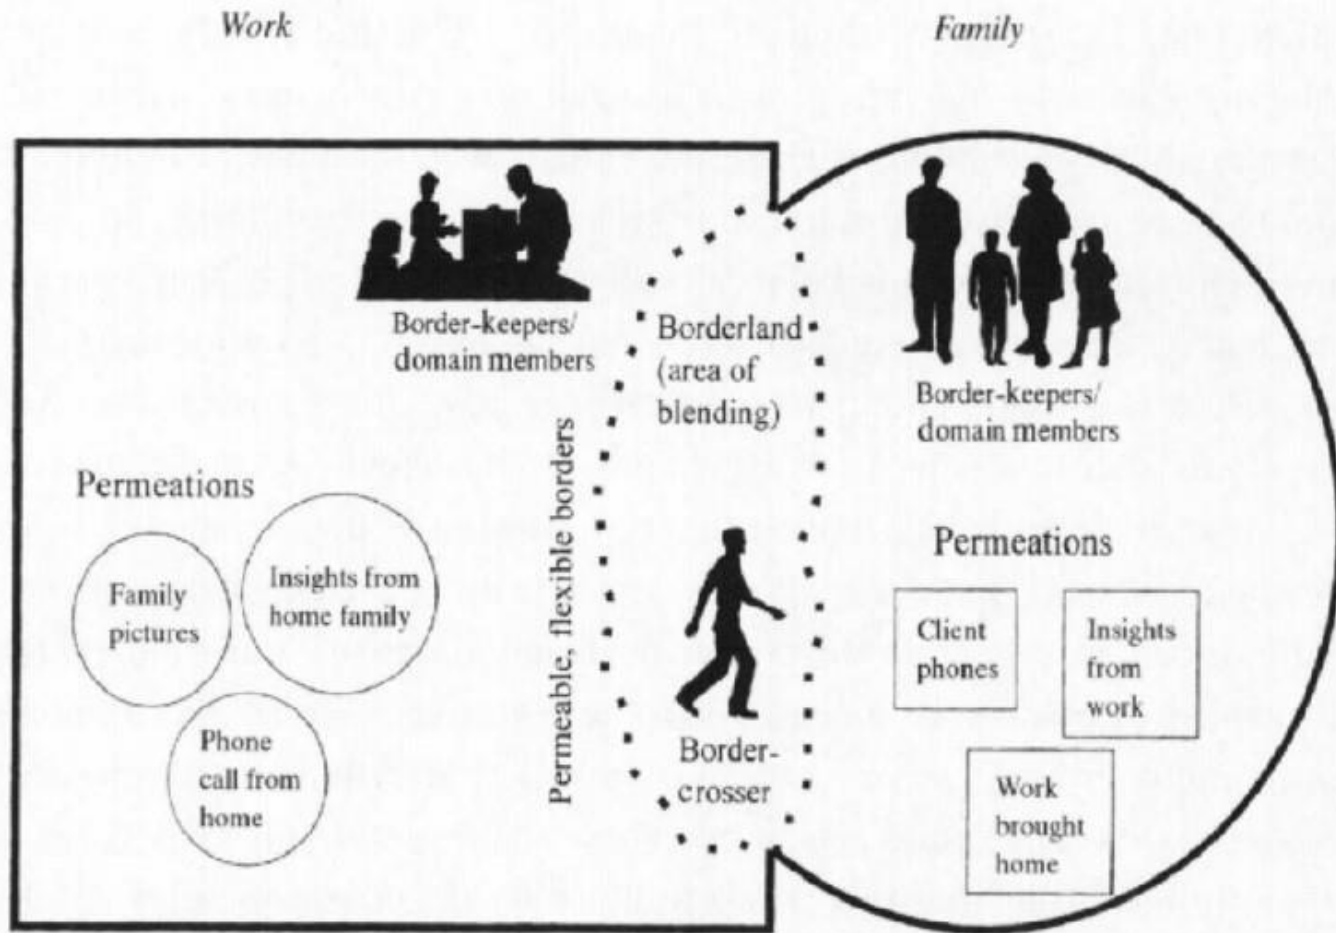 Work
Family
Border-keepers/
domain members
Borderland
(area of
blending)
Border-keepers/
domain members
Permeable, flexible borders
Permeations
Family
pictures
Insights from
home family
Phone
call from
home
Border-
crosser
Permeations
Client
phones
Insights
from
work
Work
brought
home